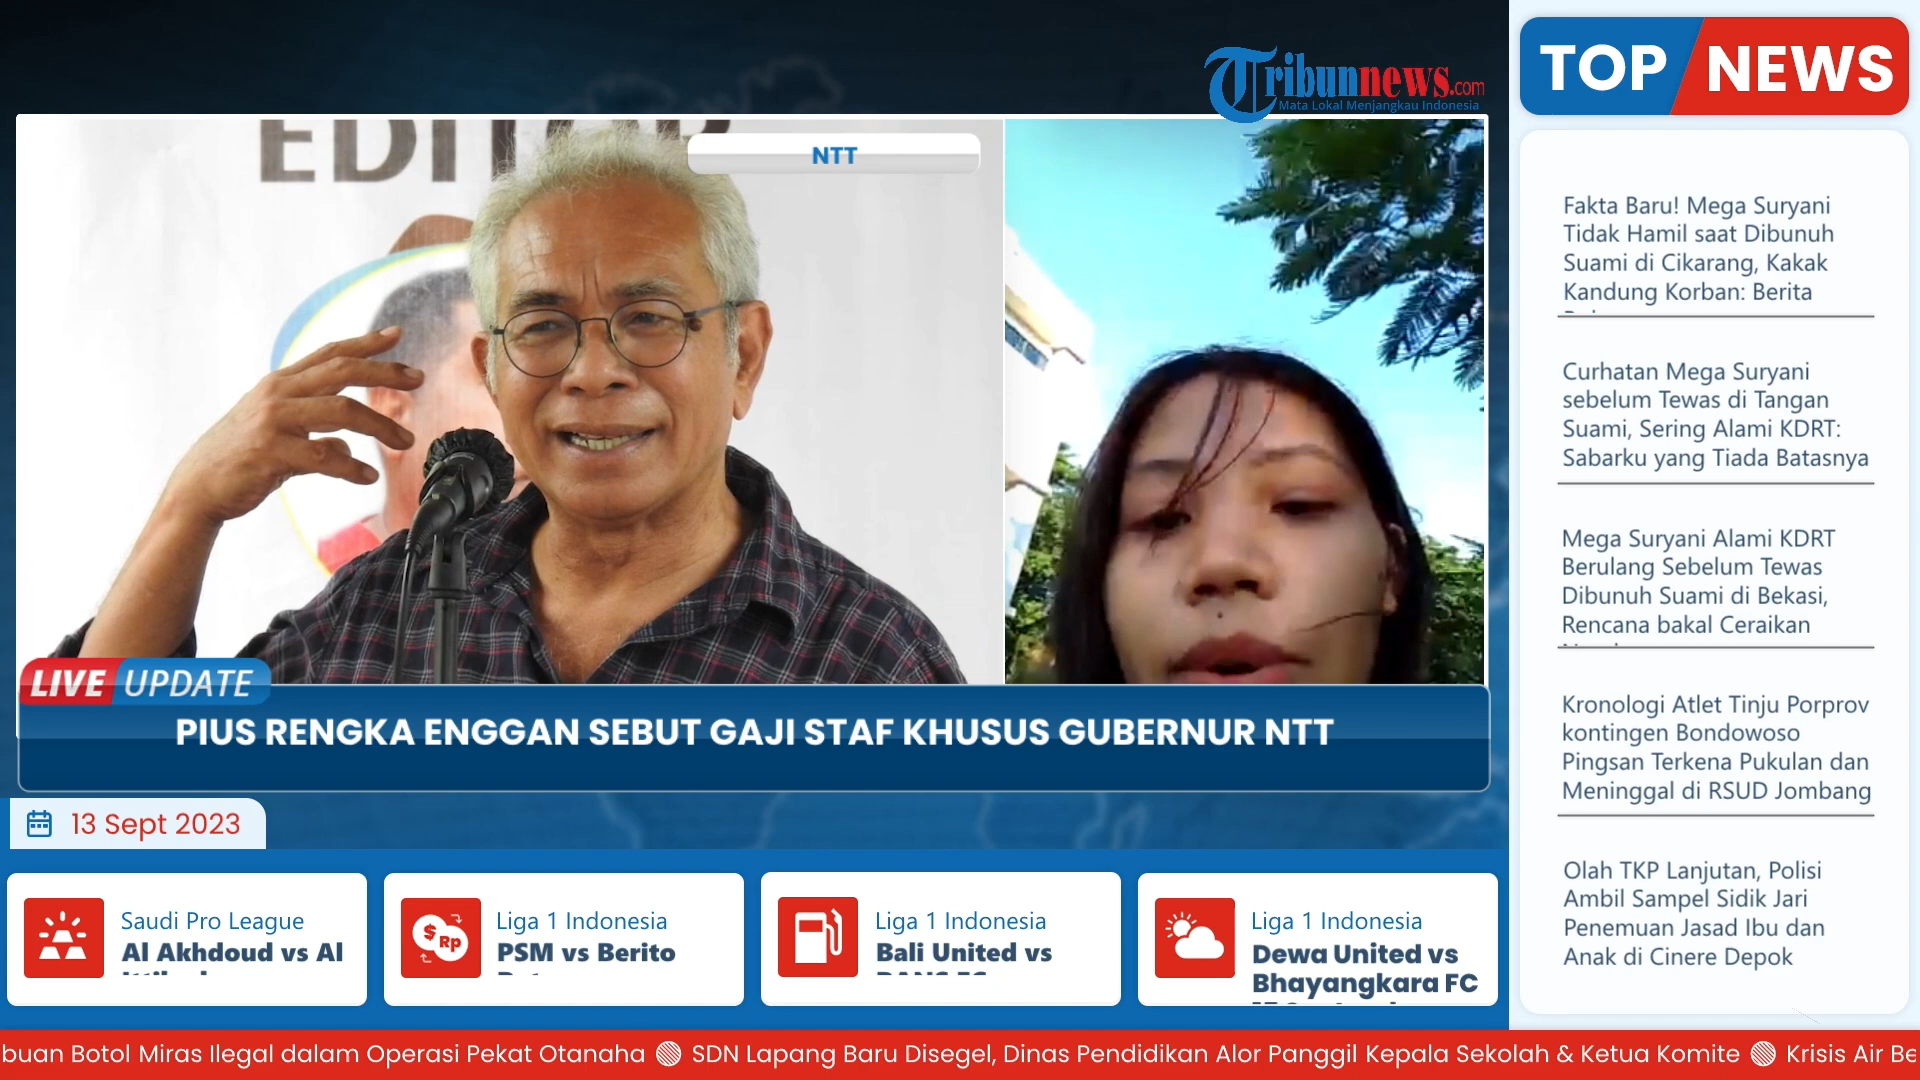 Tribunnews.com
Mata Lokal Menjangkau Indonesia
TOP NEWS
NTT
Fakta Baru! Mega Suryani
Tidak Hamil saat Dibunuh
Suami di Cikarang, Kakak
Kandung Korban: Berita
Curhatan Mega Suryani
sebelum Tewas di Tangan
Suami, Sering Alami KDRT:
Sabarku yang Tiada Batasnya
Mega Suryani Alami KDRT
Berulang Sebelum Tewas
Dibunuh Suami di Bekasi,
Rencana bakal Ceraikan
Kronologi Atlet Tinju Porprov
kontingen Bondowoso
Pingsan Terkena Pukulan dan
Meninggal di RSUD Jombang
Olah TKP Lanjutan, Polisi
Ambil Sampel Sidik Jari
Penemuan Jasad Ibu dan
Anak di Cinere Depok
LIVE UPDATE
PIUS RENGKA ENGGAN SEBUT GAJI STAF KHUSUS GUBERNUR NTT
13 Sept 2023
Saudi Pro League
Al Akhdoud vs Al
$ Rp
Liga 1 Indonesia
PSM vs Berito
Liga 1 Indonesia
Bali United vs
Liga 1 Indonesia
Dewa United vs
Bhayangkara FC
buan Botol Miras Ilegal dalam Operasi Pekat Otanaha SDN Lapang Baru Disegel, Dinas Pendidikan Alor Panggil Kepala Sekolah & Ketua Komite Krisis Air Be